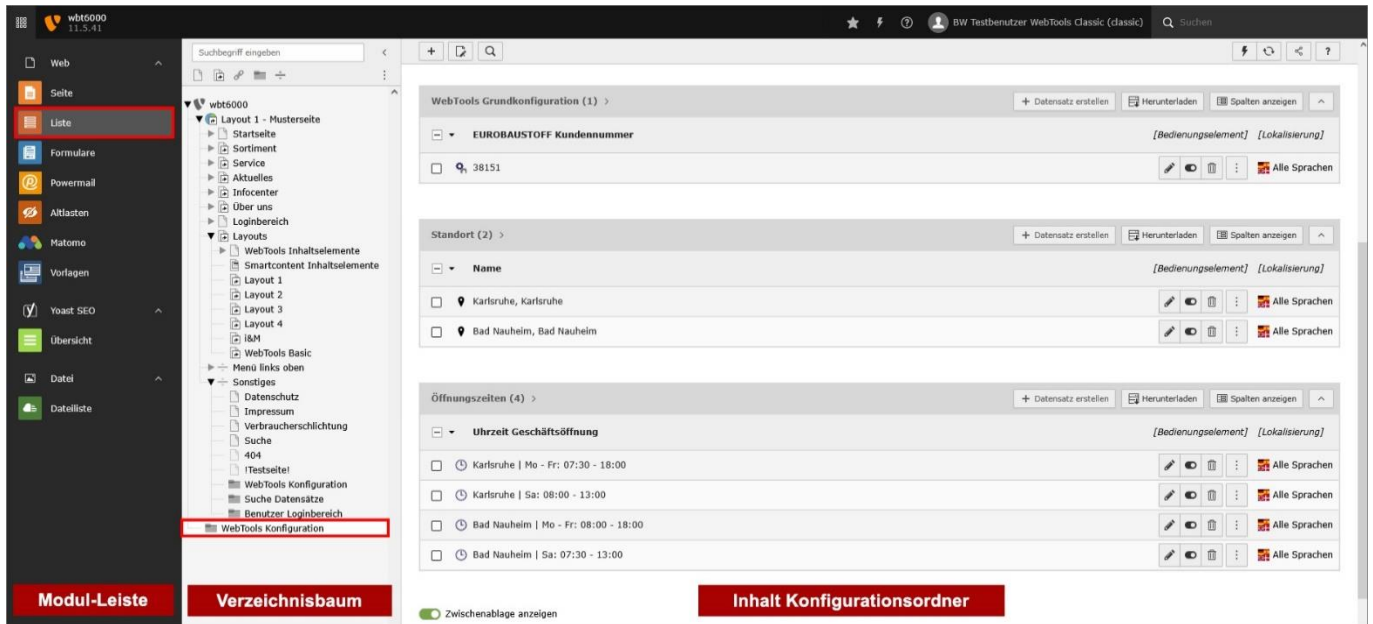 wbt6000
11.5.41
BW Testbenutzer WebTools Classic (classic)
Suchen
Web
Seite
Liste
Formulare
Powermail
Altlasten
Matomo
Vorlagen
Yoast SEO
Übersicht
Datei
Dateiliste
Modul-Leiste
Suchbegriff eingeben
wbt6000
Layout 1 - Musterseite
Startseite
Sortiment
Service
Aktuelles
Infocenter
Über uns
Loginbereich
Layouts
WebTools Inhaltselemente
Smartcontent Inhaltselemente
Layout 1
Layout 2
Layout 3
Layout 4
i&M
WebTools Basic
Menü links oben
Sonstiges
Datenschutz
Impressum
Verbraucherschlichtung
Suche
404
!Testseite!
WebTools Konfiguration
Suche Datensätze
Benutzer Loginbereich
WebTools Konfiguration
Verzeichnisbaum
WebTools Grundkonfiguration (1) >
+ Datensatz erstellen Herunterladen Spalten anzeigen
EUROBAUSTOFF Kundennummer [Bedienungselement] [Lokalisierung]
38151 Alle Sprachen
Standort (2) >
+ Datensatz erstellen Herunterladen Spalten anzeigen
Name [Bedienungselement] [Lokalisierung]
Karlsruhe, Karlsruhe Alle Sprachen
Bad Nauheim, Bad Nauheim Alle Sprachen
Öffnungszeiten (4) >
+ Datensatz erstellen Herunterladen Spalten anzeigen
Uhrzeit Geschäftsöffnung [Bedienungselement] [Lokalisierung]
Karlsruhe | Mo - Fr: 07:30 - 18:00 Alle Sprachen
Karlsruhe | Sa: 08:00 - 13:00 Alle Sprachen
Bad Nauheim | Mo - Fr: 08:00 - 18:00 Alle Sprachen
Bad Nauheim | Sa: 07:30 - 13:00 Alle Sprachen
Zwischenablage anzeigen
Inhalt Konfigurationsordner